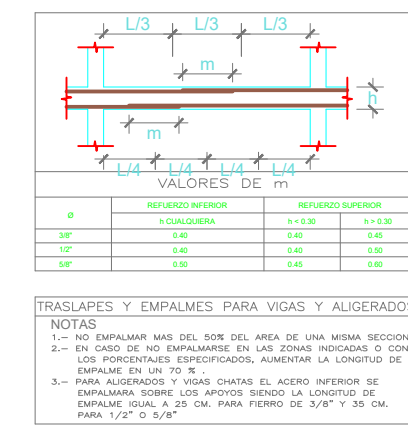 L/3 L/3 L/3
m
h
m
L/4 L/4 L/4 L/4
VALORES DE m
Ø REFUERZO INFERIOR REFUERZO SUPERIOR
h CUALQUIERA h < 0.30 h > 0.30
3/8" 0.40 0.40 0.45
1/2" 0.40 0.40 0.50
5/8" 0.50 0.45 0.60
TRASLAPES Y EMPALMES PARA VIGAS Y ALIGERADOS
NOTAS
1.– NO EMPALMAR MAS DEL 50% DEL AREA DE UNA MISMA SECCION
2.– EN CASO DE NO EMPALMARSE EN LAS ZONAS INDICADAS O CON
LOS PORCENTAJES ESPECIFICADOS, AUMENTAR LA LONGITUD DE
EMPALME EN UN 70 % .
3.– PARA ALIGERADOS Y VIGAS CHATAS EL ACERO INFERIOR SE
EMPALMARA SOBRE LOS APOYOS SIENDO LA LONGITUD DE
EMPALME IGUAL A 25 CM. PARA FIERRO DE 3/8" Y 35 CM.
PARA 1/2" O 5/8"